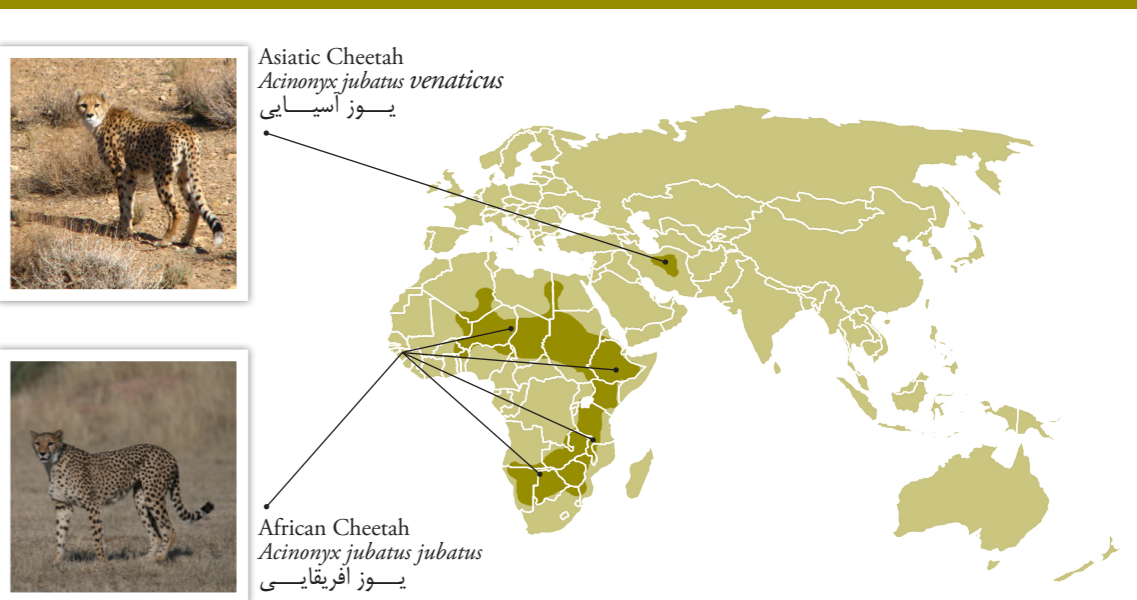 Asiatic Cheetah
Acinonyx jubatus venaticus
یـــوز آسیـــایی
African Cheetah
Acinonyx jubatus jubatus
یـــوز افریقایـــی